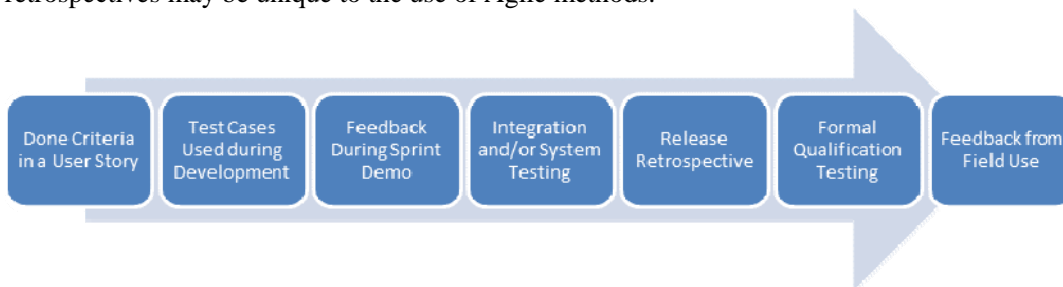 retrospectives may be unique to the use of Agile methods.
Done Criteria
in a User Story
Test Cases
Used during
Development
Feedback
During Sprint
Demo
Integration
and/or System
Testing
Release
Retrospective
Formal
Qualification
Testing
Feedback from
Field Use